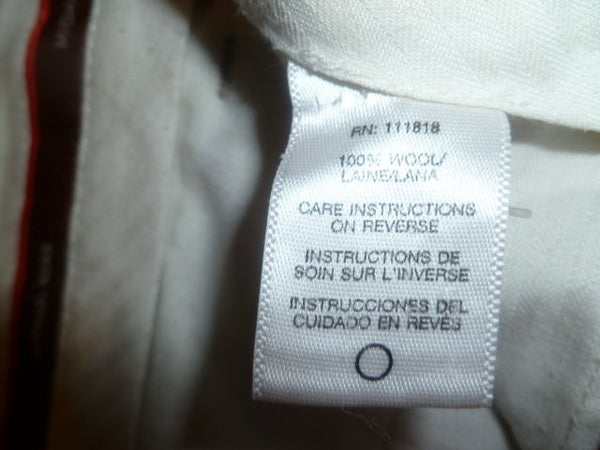 RN: 111818
100% WOOL/
LAINE/LANA
CARE INSTRUCTIONS
ON REVERSE
INSTRUCTIONS DE
SOIN SUR L'INVERSE
INSTRUCCIONES DEL
CUIDADO EN REVÉS